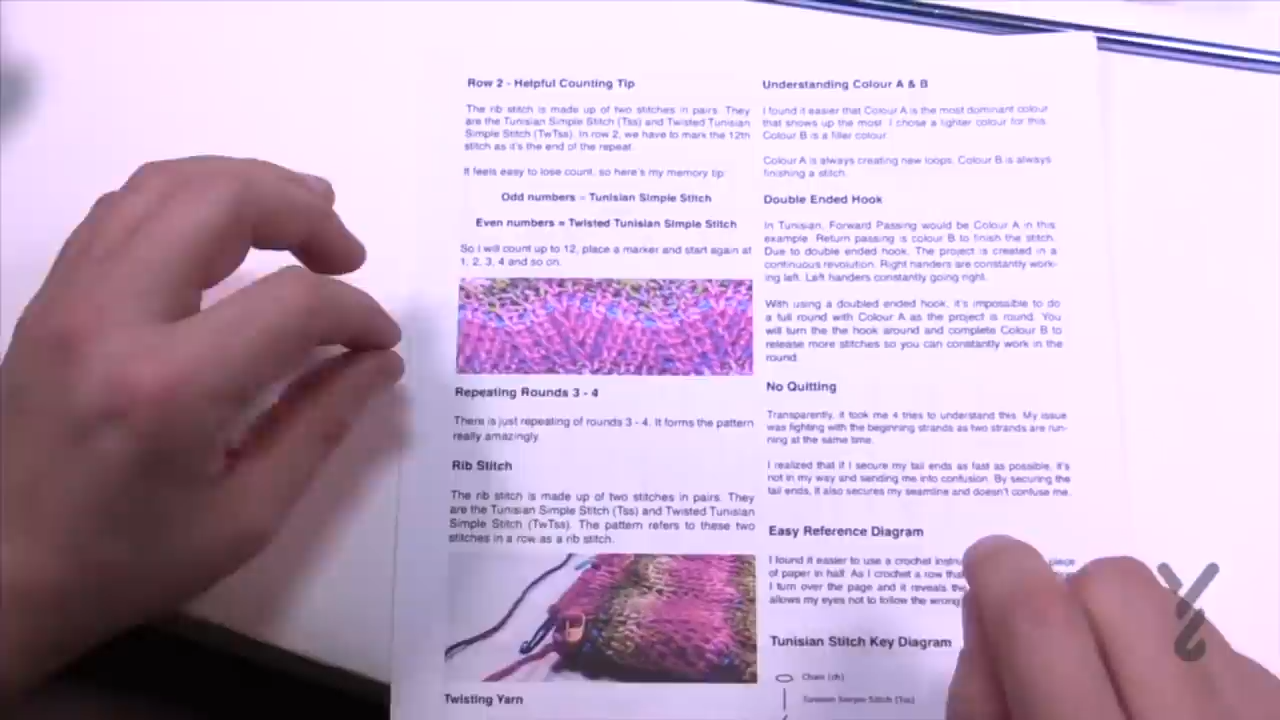 Row 2 - Helpful Counting Tip
The rib stitch is made up of two stitches in pairs. They
are the Tunisian Simple Stitch (Tss) and Twisted Tunisian
Simple Stitch (TwTss). In row 2, we have to mark the 12th
stitch as it's the end of the repeat.
It feels easy to lose count, so here's my memory tip:
Odd numbers = Tunisian Simple Stitch
Even numbers = Twisted Tunisian Simple Stitch
So I will count up to 12, place a marker and start again at
1, 2, 3, 4 and so on.
Repeating Rounds 3 - 4
There is just repeating of rounds 3 - 4. It forms the pattern
really amazingly.
Rib Stitch
The rib stitch is made up of two stitches in pairs. They
are the Tunisian Simple Stitch (Tss) and Twisted Tunisian
Simple Stitch (TwTss). The pattern refers to these two
stitches in a row as a rib stitch.
Twisting Yarn
Understanding Colour A & B
I found it easier that Colour A is the most dominant colour
that shows up the most. I chose a lighter colour for this.
Colour B is a filler colour.
Colour A is always creating new loops. Colour B is always
finishing a stitch.
Double Ended Hook
In Tunisian, Forward Passing would be Colour A in this
example. Return passing is colour B to finish the stitch.
Due to double ended hook. The project is created in a
continuous revolution. Right handers are constantly work-
ing left. Left handers constantly going right.
With using a doubled ended hook, it's impossible to do
a full round with Colour A as the project is round. You
will turn the the hook around and complete Colour B to
release more stitches so you can constantly work in the
round.
No Quitting
Transparently, it took me 4 tries to understand this. My issue
was fighting with the beginning strands as two strands are run-
ning at the same time.
I realized that if I secure my tail ends as fast as possible, it's
not in my way and sending me into confusion. By securing the
tail ends, it also secures my seamline and doesn't confuse me.
Easy Reference Diagram
I found it easier to use a crochet piece
of paper in half. As I crochet a row
I turn over the page and it reveals the
allows my eyes not to follow the wrong
Tunisian Stitch Key Diagram
Chain (ch)
Tunisian Simple Stitch (Tss)